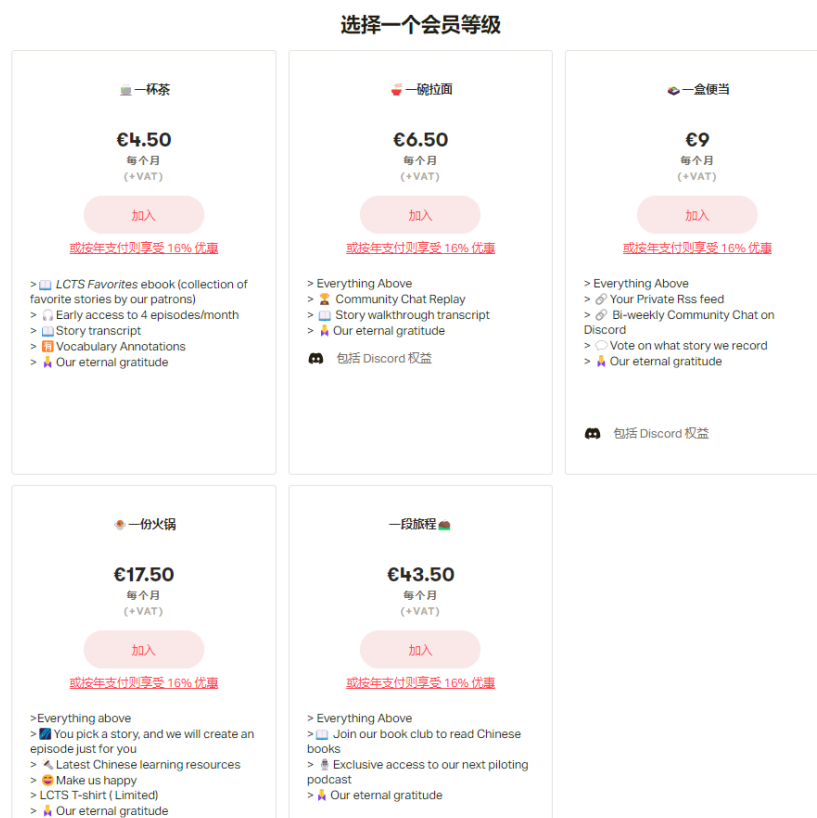 选择一个会员等级
🍵 一杯茶
€4.50
每个月
(+VAT)
加入
或按年支付则享受 16% 优惠
> 📖 LCTS Favorites ebook (collection of
favorite stories by our patrons)
> 🎧 Early access to 4 episodes/month
> 📖 Story transcript
> 🈶 Vocabulary Annotations
> 🧘 Our eternal gratitude
🍜 一碗拉面
€6.50
每个月
(+VAT)
加入
或按年支付则享受 16% 优惠
> Everything Above
> 🏆 Community Chat Replay
> 📖 Story walkthrough transcript
> 🧘 Our eternal gratitude
包括 Discord 权益
🍱 一盒便当
€9
每个月
(+VAT)
加入
或按年支付则享受 16% 优惠
> Everything Above
> 🔗 Your Private Rss feed
> 🔗 Bi-weekly Community Chat on
Discord
> 💬 Vote on what story we record
> 🧘 Our eternal gratitude
包括 Discord 权益
🥘 一份火锅
€17.50
每个月
(+VAT)
加入
或按年支付则享受 16% 优惠
>Everything above
> 🌌 You pick a story, and we will create an
episode just for you
> 🔦 Latest Chinese learning resources
> 😄 Make us happy
> LCTS T-shirt ( Limited)
> 🧘 Our eternal gratitude
一段旅程 ⛰️
€43.50
每个月
(+VAT)
加入
或按年支付则享受 16% 优惠
> Everything Above
> 📖 Join our book club to read Chinese
books
> 🎙️ Exclusive access to our next piloting
podcast
> 🧘 Our eternal gratitude